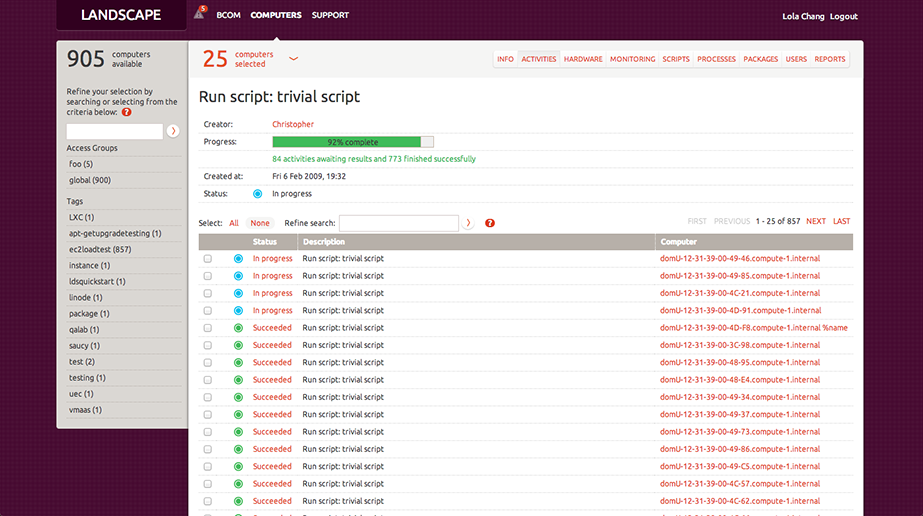 LANDSCAPE
5
BCOM COMPUTERS SUPPORT
Lola Chang Logout
905 computers available
Refine your selection by
searching or selecting from the
criteria below: ?
Access Groups
foo (5)
global (900)
Tags
LXC (1)
apt-getupgradetesting (1)
ec2loadtest (857)
instance (1)
ldsquickstart (1)
linode (1)
package (1)
qalab (1)
saucy (1)
test (2)
testing (1)
uec (1)
vmaas (1)
25 computers selected
INFO ACTIVITIES HARDWARE MONITORING SCRIPTS PROCESSES PACKAGES USERS REPORTS
Run script: trivial script
Creator: Christopher
Progress: 92% complete
84 activities awaiting results and 773 finished successfully
Created at: Fri 6 Feb 2009, 19:32
Status: In progress
Select: All None Refine search: ? FIRST PREVIOUS 1 - 25 of 857 NEXT LAST
Status Description Computer
In progress Run script: trivial script domU-12-31-39-00-49-46.compute-1.internal
In progress Run script: trivial script domU-12-31-39-00-49-85.compute-1.internal
In progress Run script: trivial script domU-12-31-39-00-4C-21.compute-1.internal
In progress Run script: trivial script domU-12-31-39-00-4D-91.compute-1.internal
Succeeded Run script: trivial script domU-12-31-39-00-4D-F8.compute-1.internal %name
Succeeded Run script: trivial script domU-12-31-39-00-3C-98.compute-1.internal
Succeeded Run script: trivial script domU-12-31-39-00-48-95.compute-1.internal
Succeeded Run script: trivial script domU-12-31-39-00-48-E4.compute-1.internal
Succeeded Run script: trivial script domU-12-31-39-00-49-34.compute-1.internal
Succeeded Run script: trivial script domU-12-31-39-00-49-37.compute-1.internal
Succeeded Run script: trivial script domU-12-31-39-00-49-73.compute-1.internal
Succeeded Run script: trivial script domU-12-31-39-00-49-86.compute-1.internal
Succeeded Run script: trivial script domU-12-31-39-00-49-C5.compute-1.internal
Succeeded Run script: trivial script domU-12-31-39-00-4C-57.compute-1.internal
Succeeded Run script: trivial script domU-12-31-39-00-4C-62.compute-1.internal